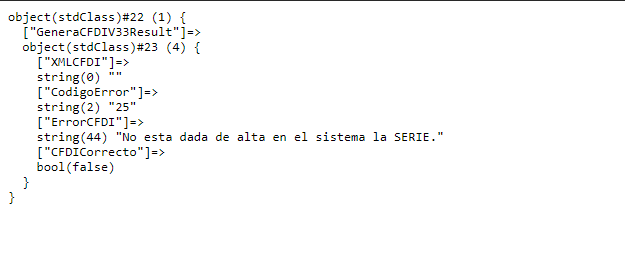 object(stdClass)#22 (1) {
  ["GeneraCFDIV33Result"]=>
  object(stdClass)#23 (4) {
    ["XMLCFDI"]=>
    string(0) ""
    ["CodigoError"]=>
    string(2) "25"
    ["ErrorCFDI"]=>
    string(44) "No esta dada de alta en el sistema la SERIE."
    ["CFDICorrecto"]=>
    bool(false)
  }
}